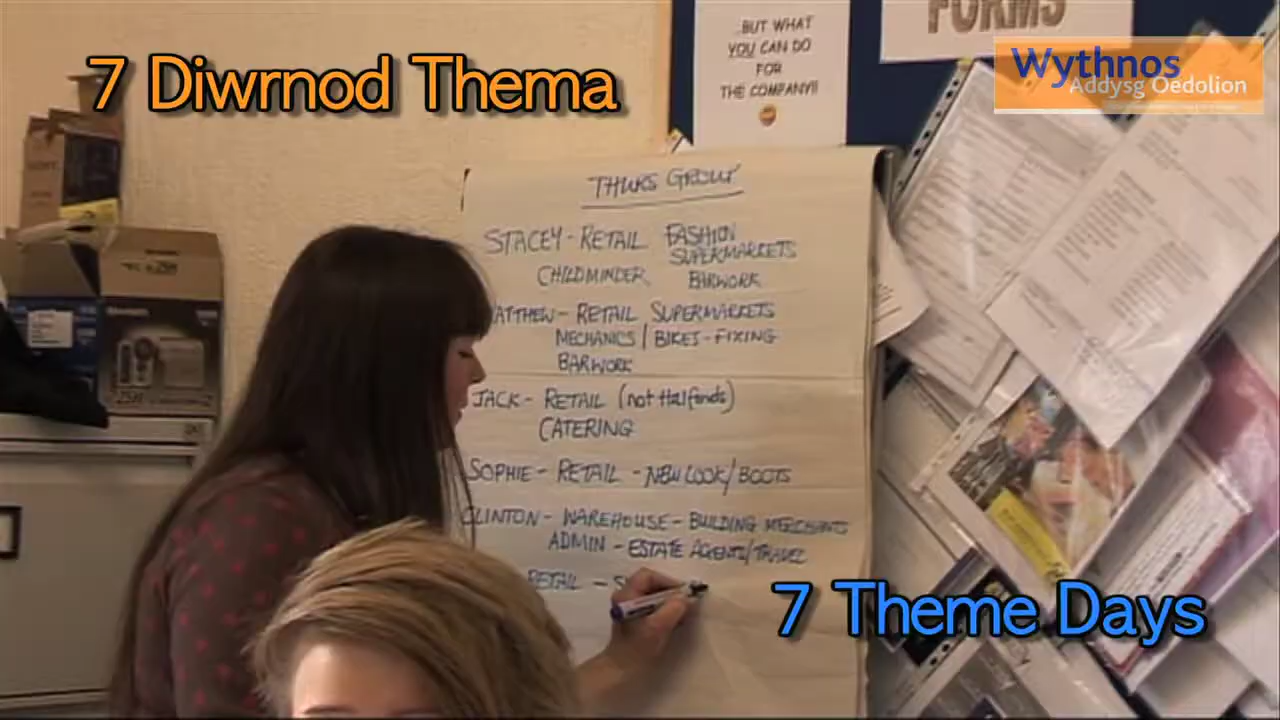 7 Diwrnod Thema
Wythnos
Addysg Oedolion
FORMS
..BUT WHAT
YOU CAN DO
FOR
THE COMPANY!!
THURS GROUP
STACEY - RETAIL FASHION
SUPERMARKETS
CHILDMINDER BARWORK
ATTHEW - RETAIL SUPERMARKETS
MECHANICS / BIKES - FIXING
BARWORK
JACK - RETAIL (not Halfords)
CATERING
SOPHIE - RETAIL - NEW LOOK/BOOTS
CLINTON - WAREHOUSE - BUILDING MERCHANTS
ADMIN - ESTATE AGENTS/TRAVEL
RETAIL - S
7 Theme Days